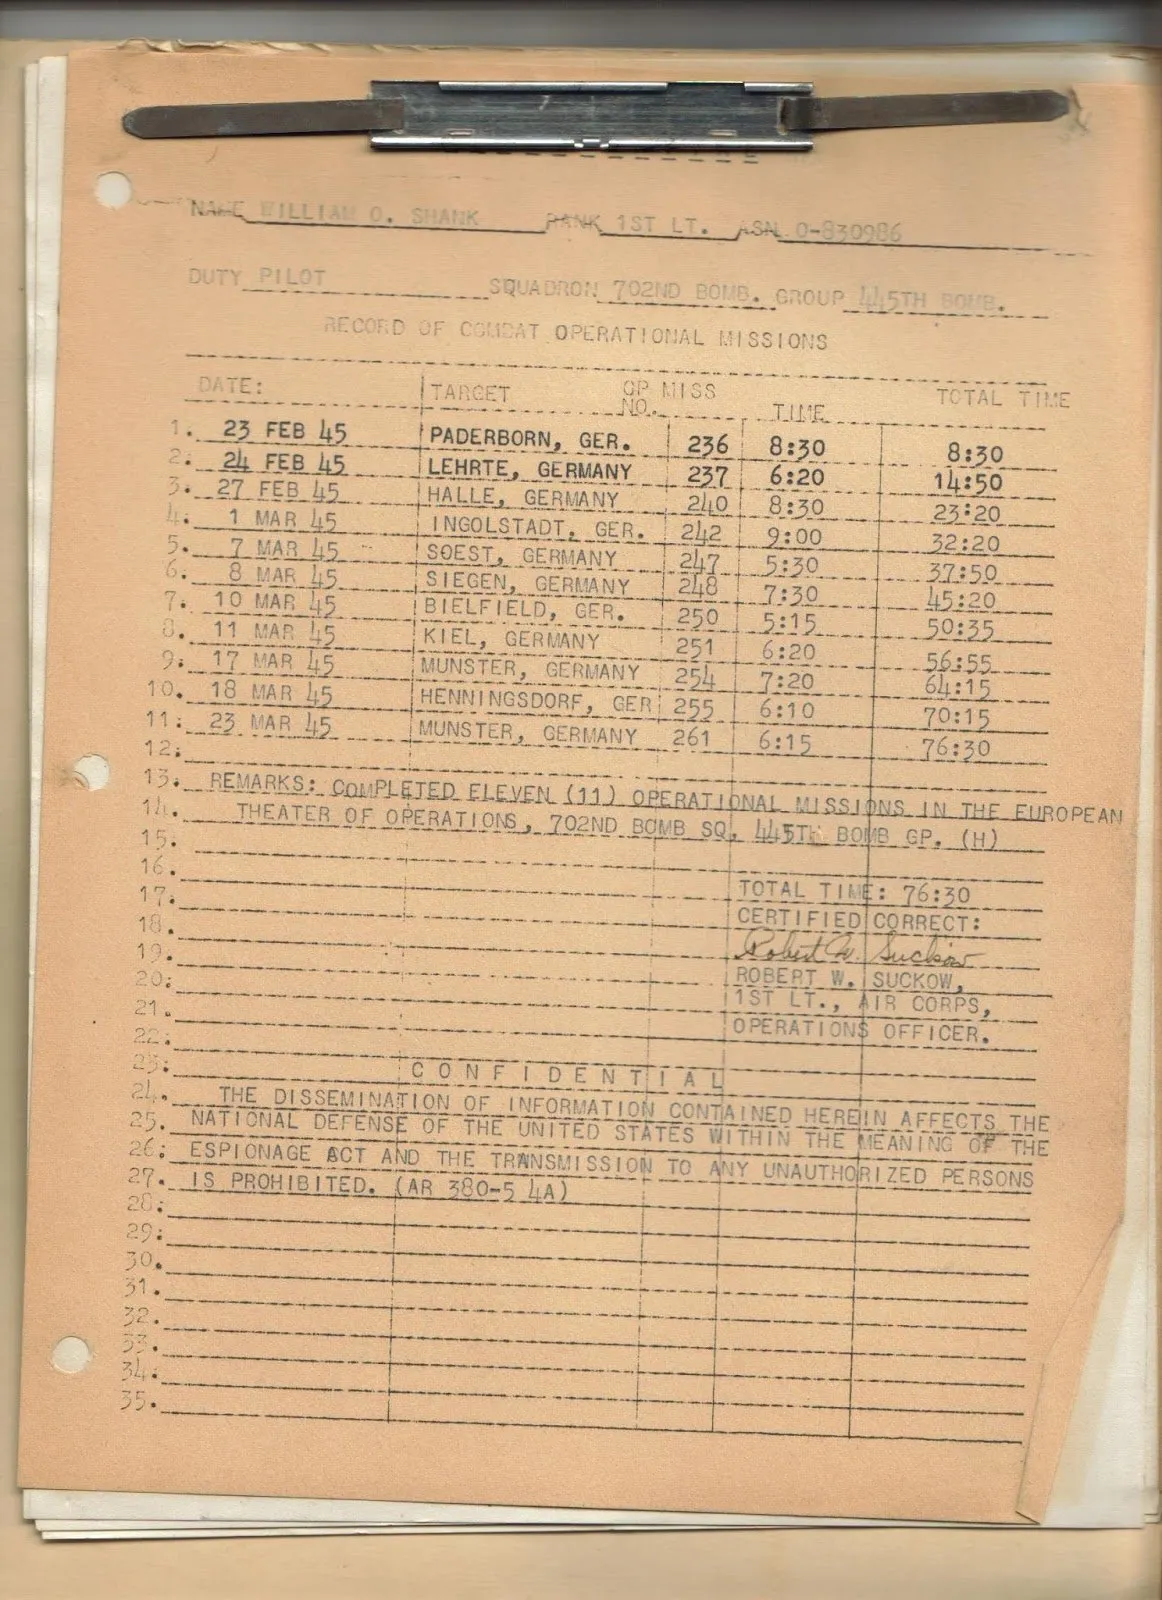 NAME WILLIAM O. SHANK RANK 1ST LT. ASN O-830986
DUTY PILOT SQUADRON 702ND BOMB. GROUP 445TH BOMB.
RECORD OF COMBAT OPERATIONAL MISSIONS
DATE: TARGET OP MISS NO. TIME TOTAL TIME
1. 23 FEB 45 PADERBORN, GER. 236 8:30 8:30
2. 24 FEB 45 LEHRTE, GERMANY 237 6:20 14:50
3. 27 FEB 45 HALLE, GERMANY 240 8:30 23:20
4. 1 MAR 45 INGOLSTADT, GER. 242 9:00 32:20
5. 7 MAR 45 SOEST, GERMANY 247 5:30 37:50
6. 8 MAR 45 SIEGEN, GERMANY 248 7:30 45:20
7. 10 MAR 45 BIELFIELD, GER. 250 5:15 50:35
8. 11 MAR 45 KIEL, GERMANY 251 6:20 56:55
9. 17 MAR 45 MUNSTER, GERMANY 254 7:20 64:15
10. 18 MAR 45 HENNINGSDORF, GER 255 6:10 70:15
11. 23 MAR 45 MUNSTER, GERMANY 261 6:15 76:30
12.
13. REMARKS: COMPLETED ELEVEN (11) OPERATIONAL MISSIONS IN THE EUROPEAN
14. THEATER OF OPERATIONS, 702ND BOMB SQ, 445TH BOMB GP. (H)
15.
16.
17. TOTAL TIME: 76:30
18. CERTIFIED CORRECT:
19. Robert W. Suckow
20. ROBERT W. SUCKOW,
21. 1ST LT., AIR CORPS,
22. OPERATIONS OFFICER.
23. C O N F I D E N T I A L
24. THE DISSEMINATION OF INFORMATION CONTAINED HEREIN AFFECTS THE
25. NATIONAL DEFENSE OF THE UNITED STATES WITHIN THE MEANING OF THE
26. ESPIONAGE ACT AND THE TRANSMISSION TO ANY UNAUTHORIZED PERSONS
27. IS PROHIBITED. (AR 380-5 4A)
28.
29.
30.
31.
32.
33.
34.
35.